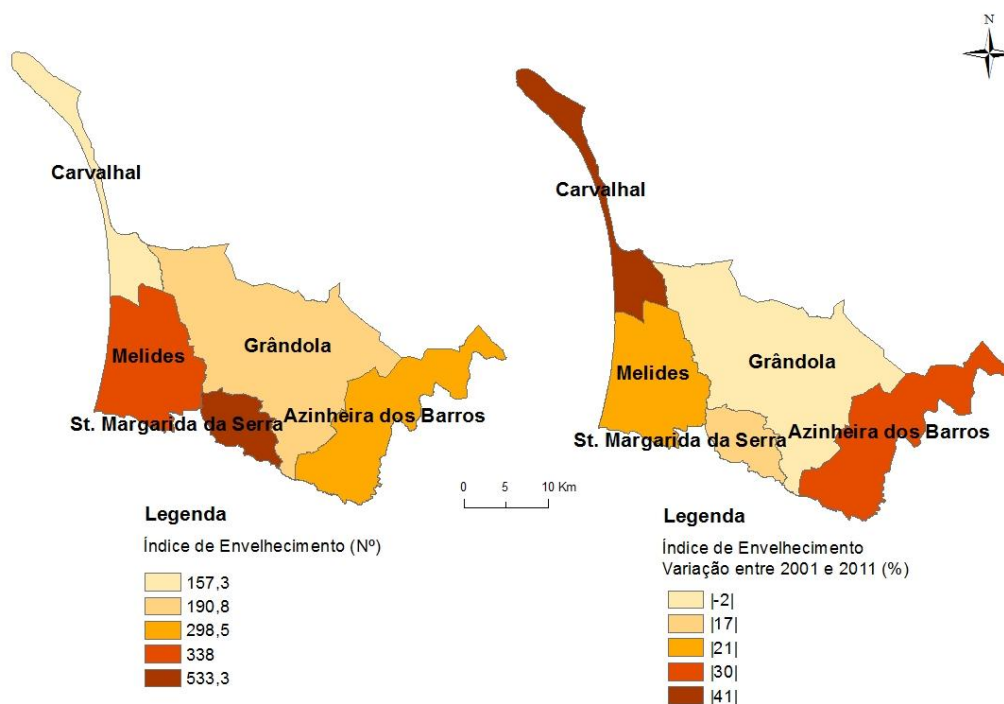 N
Carvalhal
Grândola
Melides
St. Margarida da Serra
Azinheira dos Barros
0 5 10 Km
Legenda
Índice de Envelhecimento (Nº)
157,3
190,8
298,5
338
533,3
Carvalhal
Grândola
Melides
St. Margarida da Serra
Azinheira dos Barros
Legenda
Índice de Envelhecimento
Variação entre 2001 e 2011 (%)
|-2|
|17|
|21|
|30|
|41|